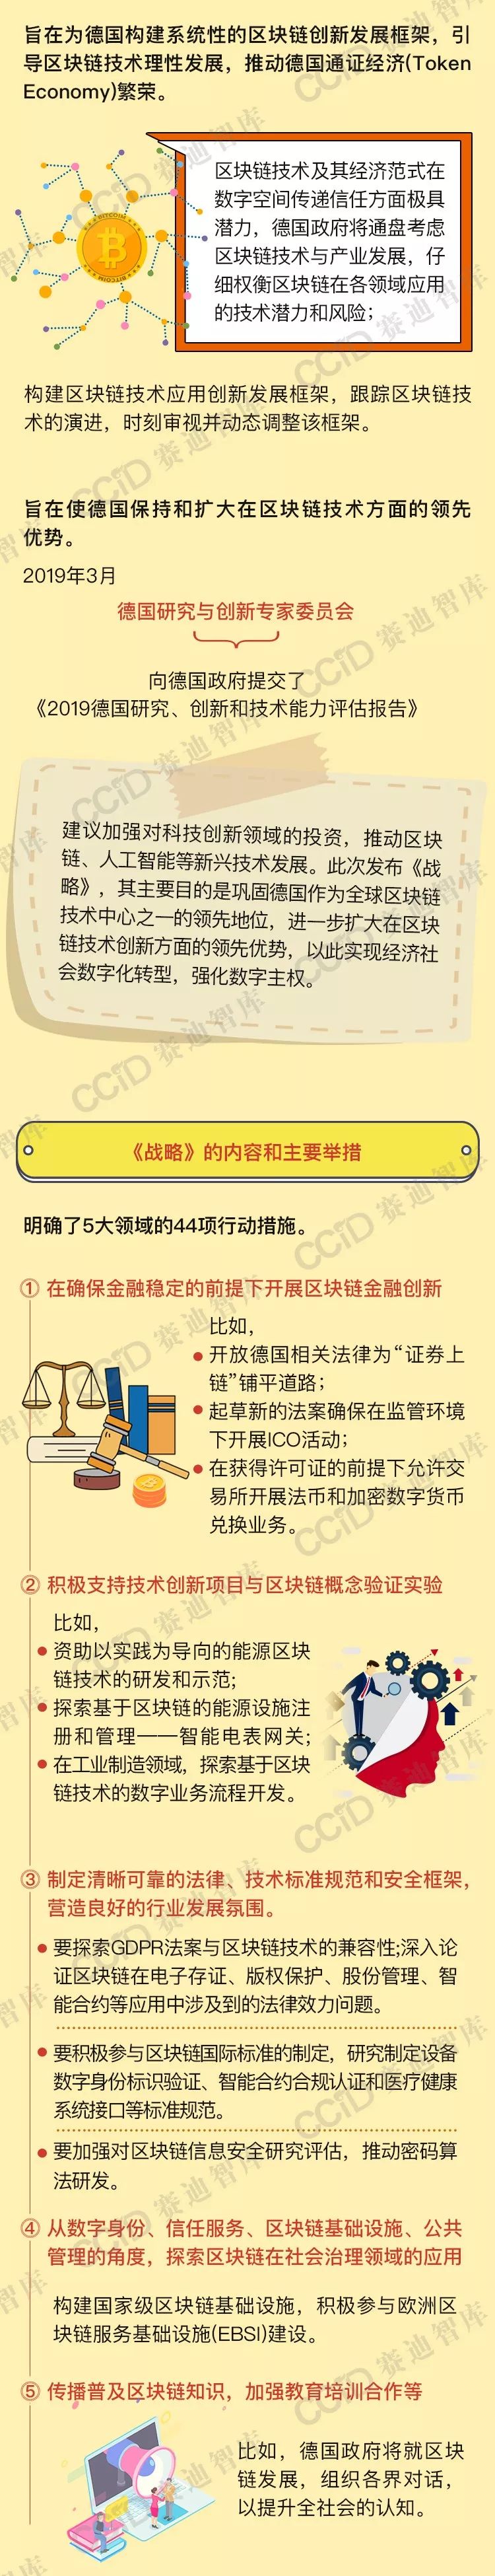 旨在为德国构建系统性的区块链创新发展框架，引
导区块链技术理性发展，推动德国通证经济(Token
Economy)繁荣。
区块链技术及其经济范式在
数字空间传递信任方面极具
潜力，德国政府将通盘考虑
区块链技术与产业发展，仔
细权衡区块链在各领域应用
的技术潜力和风险；
BITCOIN
BITCOIN
构建区块链技术应用创新发展框架，跟踪区块链技
术的演进，时刻审视并动态调整该框架。
旨在使德国保持和扩大在区块链技术方面的领先
优势。
2019年3月
德国研究与创新专家委员会
向德国政府提交了
《2019德国研究、创新和技术能力评估报告》
建议加强对科技创新领域的投资，推动区块
链、人工智能等新兴技术发展。此次发布《战
略》，其主要目的是巩固德国作为全球区块链
技术中心之一的领先地位，进一步扩大在区块
链技术创新方面的领先优势，以此实现经济社
会数字化转型，强化数字主权。
《战略》的内容和主要举措
明确了5大领域的44项行动措施。
① 在确保金融稳定的前提下开展区块链金融创新
比如，
开放德国相关法律为“证券上
链”铺平道路；
起草新的法案确保在监管环境
下开展ICO活动；
在获得许可证的前提下允许交
易所开展法币和加密数字货币
兑换业务。
② 积极支持技术创新项目与区块链概念验证实验
比如，
资助以实践为导向的能源区块
链技术的研发和示范；
探索基于区块链的能源设施注
册和管理——智能电表网关；
在工业制造领域，探索基于区块
链技术的数字业务流程开发。
③ 制定清晰可靠的法律、技术标准规范和安全框架，
营造良好的行业发展氛围。
要探索GDPR法案与区块链技术的兼容性;深入论
证区块链在电子存证、版权保护、股份管理、智
能合约等应用中涉及到的法律效力问题。
要积极参与区块链国际标准的制定，研究制定设备
数字身份标识验证、智能合约合规认证和医疗健康
系统接口等标准规范。
要加强对区块链信息安全研究评估，推动密码算
法研发。
④ 从数字身份、信任服务、区块链基础设施、公共
管理的角度，探索区块链在社会治理领域的应用
构建国家级区块链基础设施，积极参与欧洲区
块链服务基础设施(EBSI)建设。
⑤ 传播普及区块链知识，加强教育培训合作等
比如，德国政府将就区块
链发展，组织各界对话，
以提升全社会的认知。
CCID 赛迪智库